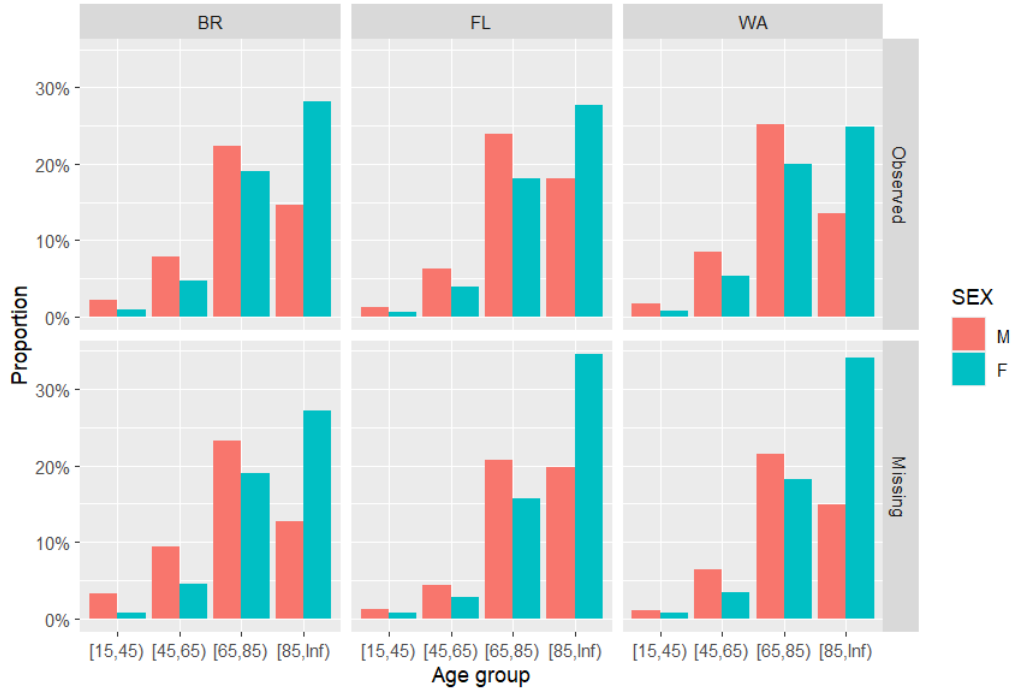 BR FL WA
30%
20%
10%
0%
Observed
30%
20%
10%
0%
Missing
Proportion
[15,45) [45,65) [65,85) [85,Inf) [15,45) [45,65) [65,85) [85,Inf) [15,45) [45,65) [65,85) [85,Inf)
Age group
SEX
M
F